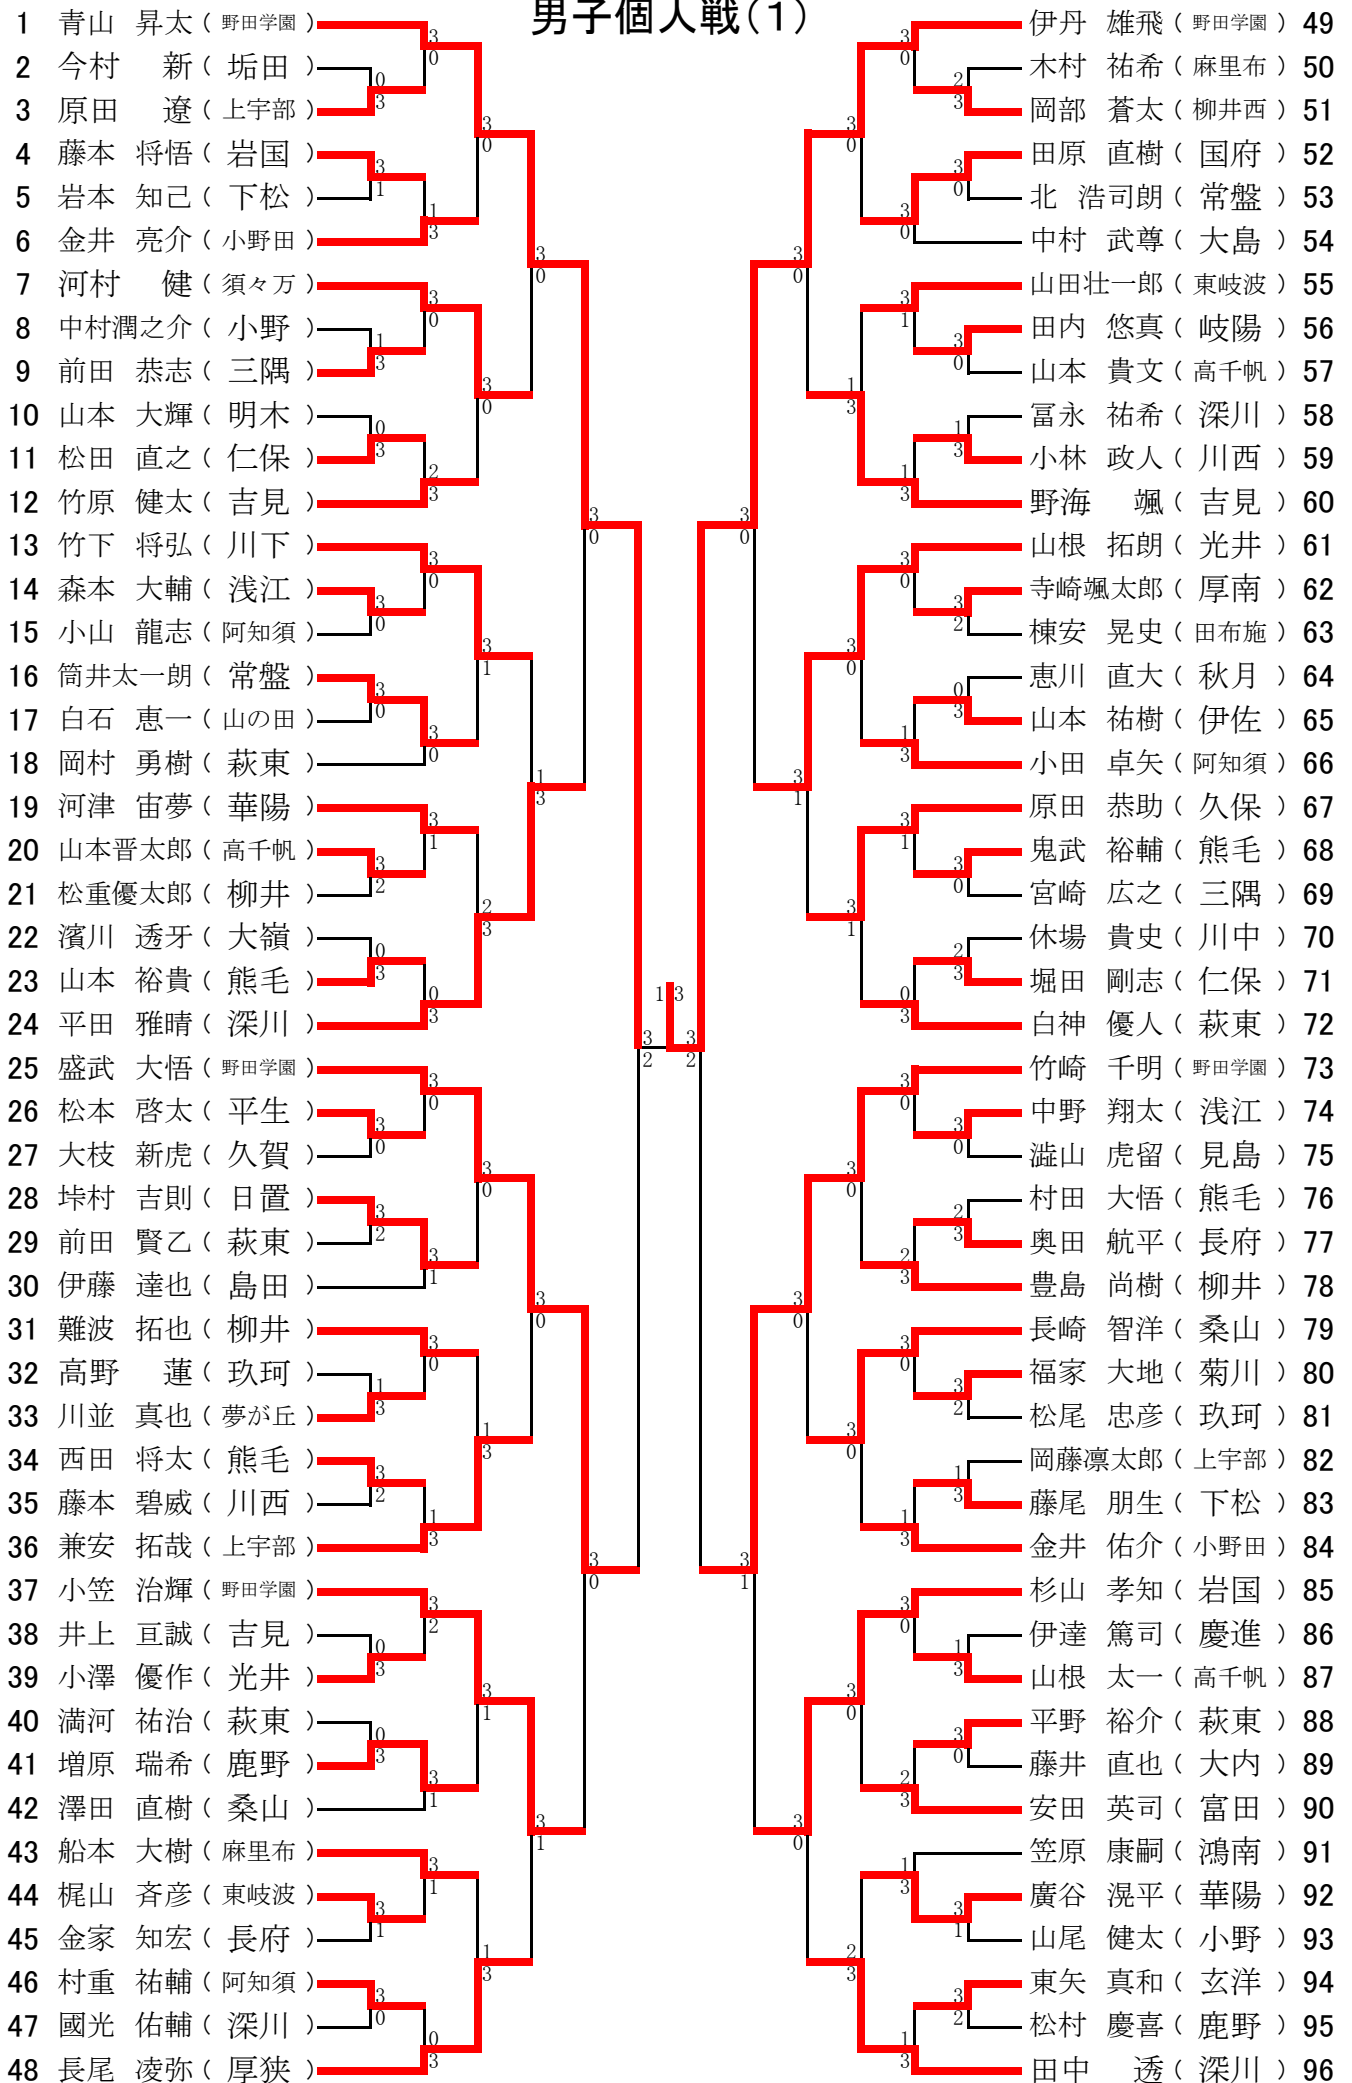 男子個人戦(1)
1 青山 昇太 ( 野田学園 )
2 今村 新 ( 垢田 )
3 原田 遼 ( 上宇部 )
4 藤本 将悟 ( 岩国 )
5 岩本 知己 ( 下松 )
6 金井 亮介 ( 小野田 )
7 河村 健 ( 須々万 )
8 中村潤之介 ( 小野 )
9 前田 恭志 ( 三隅 )
10 山本 大輝 ( 明木 )
11 松田 直之 ( 仁保 )
12 竹原 健太 ( 吉見 )
13 竹下 将弘 ( 川下 )
14 森本 大輔 ( 浅江 )
15 小山 龍志 ( 阿知須 )
16 筒井太一朗 ( 常盤 )
17 白石 恵一 ( 山の田 )
18 岡村 勇樹 ( 萩東 )
19 河津 宙夢 ( 華陽 )
20 山本晋太郎 ( 高千帆 )
21 松重優太郎 ( 柳井 )
22 濱川 透牙 ( 大嶺 )
23 山本 裕貴 ( 熊毛 )
24 平田 雅晴 ( 深川 )
25 盛武 大悟 ( 野田学園 )
26 松本 啓太 ( 平生 )
27 大枝 新虎 ( 久賀 )
28 垰村 吉則 ( 日置 )
29 前田 賢乙 ( 萩東 )
30 伊藤 達也 ( 島田 )
31 難波 拓也 ( 柳井 )
32 高野 蓮 ( 玖珂 )
33 川並 真也 ( 夢が丘 )
34 西田 将太 ( 熊毛 )
35 藤本 碧威 ( 川西 )
36 兼安 拓哉 ( 上宇部 )
37 小笠 治輝 ( 野田学園 )
38 井上 亘誠 ( 吉見 )
39 小澤 優作 ( 光井 )
40 満河 祐治 ( 萩東 )
41 増原 瑞希 ( 鹿野 )
42 澤田 直樹 ( 桑山 )
43 船本 大樹 ( 麻里布 )
44 梶山 斉彦 ( 東岐波 )
45 金家 知宏 ( 長府 )
46 村重 祐輔 ( 阿知須 )
47 國光 佑輔 ( 深川 )
48 長尾 凌弥 ( 厚狭 )
伊丹 雄飛 ( 野田学園 ) 49
木村 祐希 ( 麻里布 ) 50
岡部 蒼太 ( 柳井西 ) 51
田原 直樹 ( 国府 ) 52
北 浩司朗 ( 常盤 ) 53
中村 武尊 ( 大島 ) 54
山田壮一郎 ( 東岐波 ) 55
田内 悠真 ( 岐陽 ) 56
山本 貴文 ( 高千帆 ) 57
冨永 祐希 ( 深川 ) 58
小林 政人 ( 川西 ) 59
野海 颯 ( 吉見 ) 60
山根 拓朗 ( 光井 ) 61
寺崎颯太郎 ( 厚南 ) 62
棟安 晃史 ( 田布施 ) 63
恵川 直大 ( 秋月 ) 64
山本 祐樹 ( 伊佐 ) 65
小田 卓矢 ( 阿知須 ) 66
原田 恭助 ( 久保 ) 67
鬼武 裕輔 ( 熊毛 ) 68
宮崎 広之 ( 三隅 ) 69
休場 貴史 ( 川中 ) 70
堀田 剛志 ( 仁保 ) 71
白神 優人 ( 萩東 ) 72
竹崎 千明 ( 野田学園 ) 73
中野 翔太 ( 浅江 ) 74
澁山 虎留 ( 見島 ) 75
村田 大悟 ( 熊毛 ) 76
奥田 航平 ( 長府 ) 77
豊島 尚樹 ( 柳井 ) 78
長崎 智洋 ( 桑山 ) 79
福家 大地 ( 菊川 ) 80
松尾 忠彦 ( 玖珂 ) 81
岡藤凛太郎 ( 上宇部 ) 82
藤尾 朋生 ( 下松 ) 83
金井 佑介 ( 小野田 ) 84
杉山 孝知 ( 岩国 ) 85
伊達 篤司 ( 慶進 ) 86
山根 太一 ( 高千帆 ) 87
平野 裕介 ( 萩東 ) 88
藤井 直也 ( 大内 ) 89
安田 英司 ( 富田 ) 90
笠原 康嗣 ( 鴻南 ) 91
廣谷 滉平 ( 華陽 ) 92
山尾 健太 ( 小野 ) 93
東矢 真和 ( 玄洋 ) 94
松村 慶喜 ( 鹿野 ) 95
田中 透 ( 深川 ) 96